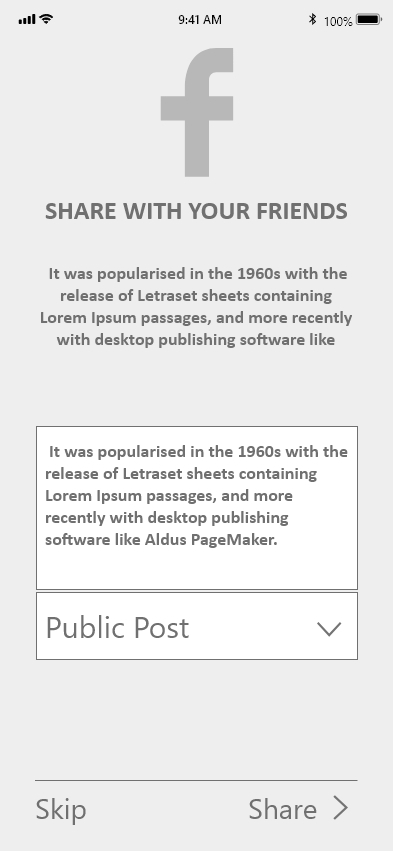 9:41 AM 100%
f
SHARE WITH YOUR FRIENDS
It was popularised in the 1960s with the
release of Letraset sheets containing
Lorem Ipsum passages, and more recently
with desktop publishing software like
It was popularised in the 1960s with the
release of Letraset sheets containing
Lorem Ipsum passages, and more
recently with desktop publishing
software like Aldus PageMaker.
Public Post
Skip Share